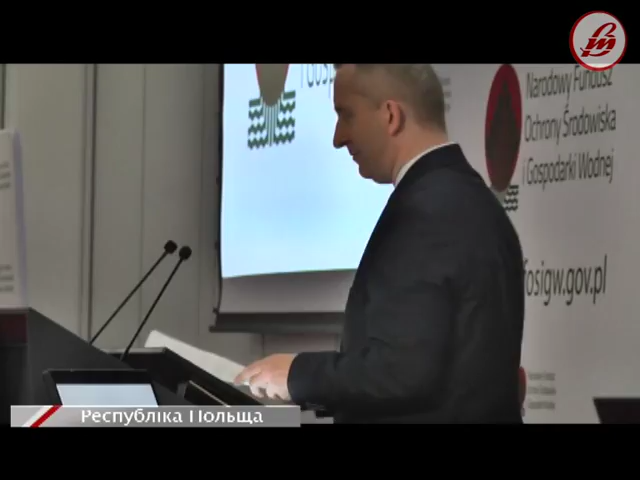 Narodowy Fundusz
Ochrony Środowiska
i Gospodarki Wodnej
fosigw.gov.pl
Республіка Польща